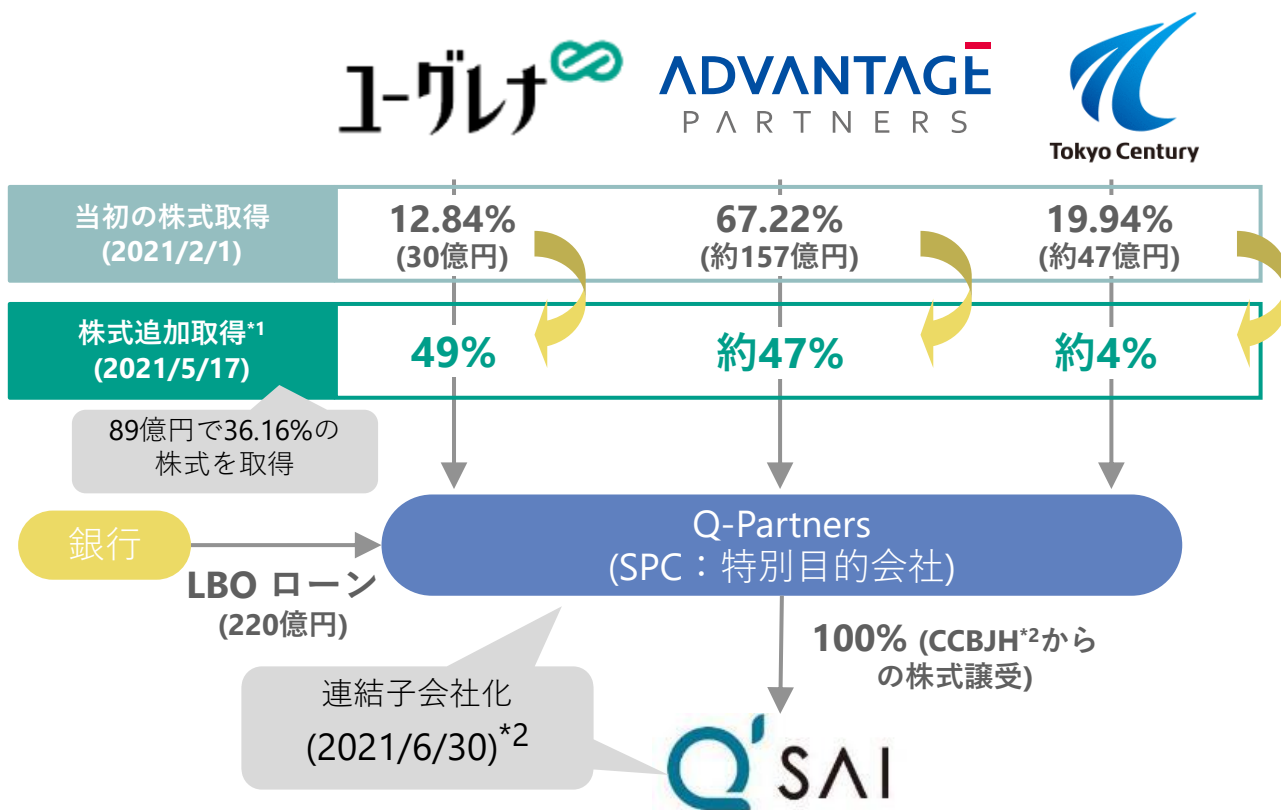 ユーグレナ
ADVANTAGE
PARTNERS
Tokyo Century
当初の株式取得
(2021/2/1)
12.84%
(30億円)
67.22%
(約157億円)
19.94%
(約47億円)
株式追加取得*1
(2021/5/17)
49%
約47%
約4%
89億円で36.16%の
株式を取得
銀行
LBO ローン
(220億円)
Q-Partners
(SPC：特別目的会社)
100% (CCBJH*2から
の株式譲受)
連結子会社化
(2021/6/30)*2
Q'SAI